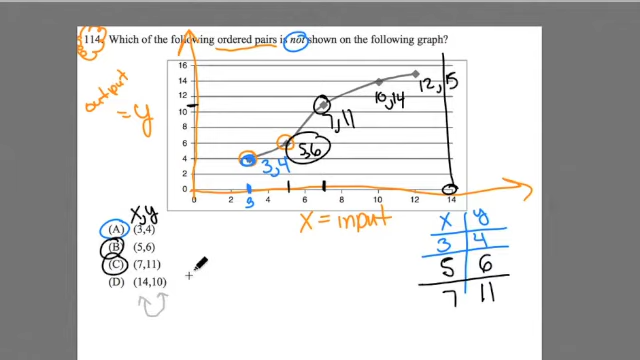 114. Which of the following ordered pairs is not shown on the following graph?
output
= y
16
14
12
10
8
6
4
2
0
0
2
4
6
8
10
12
14
3
3,4
5,6
7,11
10,14
12,15
x = input
x,y
(A) (3,4)
(B) (5,6)
(C) (7,11)
(D) (14,10)
x y
3 4
5 6
7 11